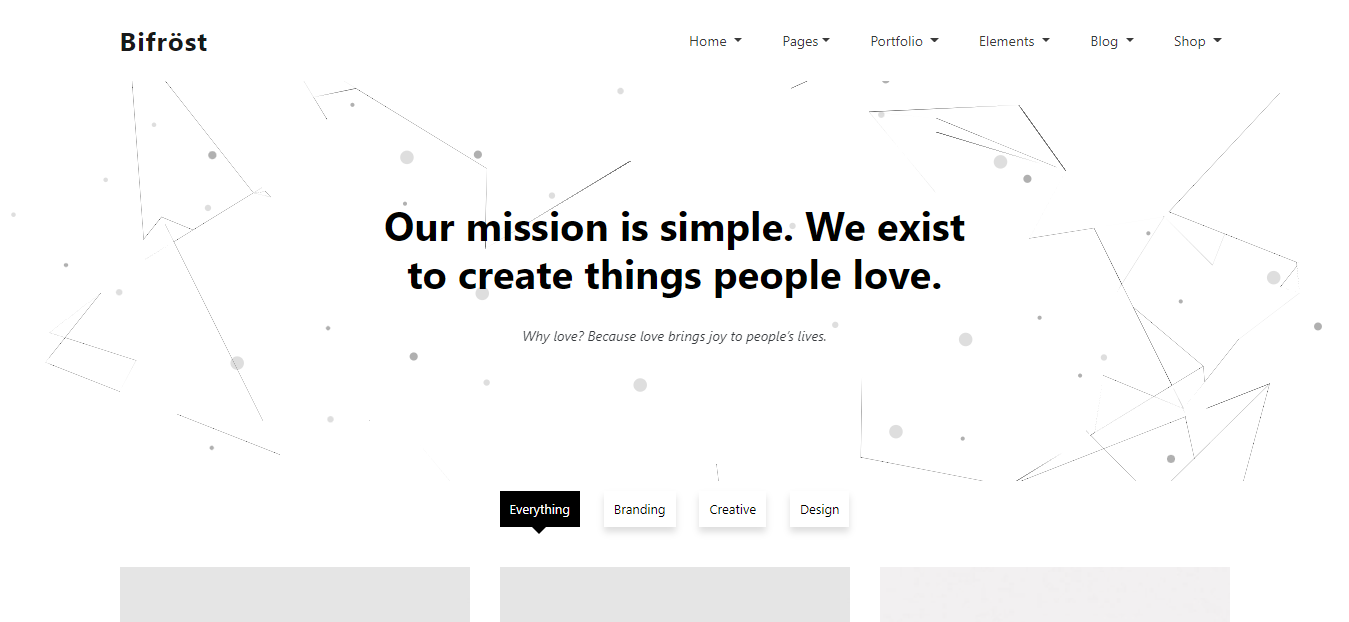 Bifröst
Home Pages Portfolio Elements Blog Shop
Our mission is simple. We exist
to create things people love.
Why love? Because love brings joy to people’s lives.
Everything Branding Creative Design